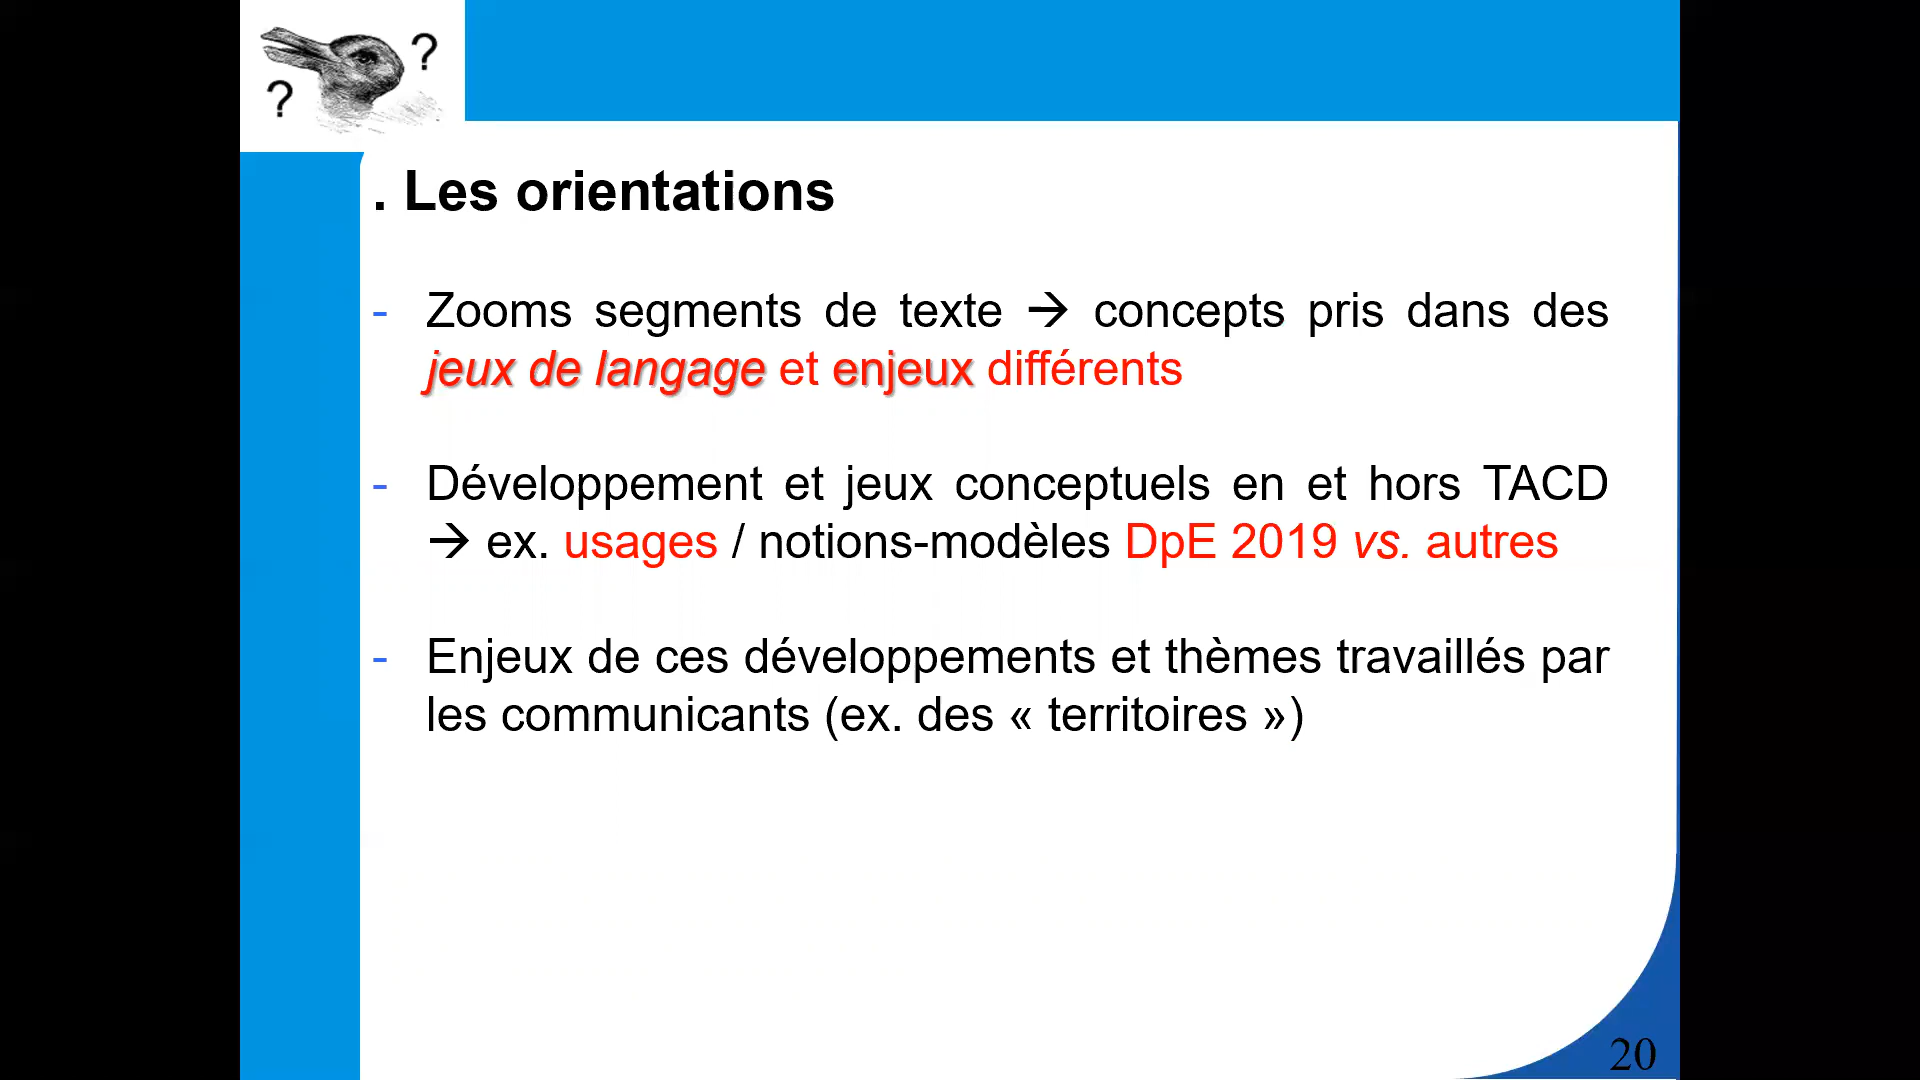 ?
?
. Les orientations
- Zooms segments de texte → concepts pris dans des
jeux de langage et enjeux différents
- Développement et jeux conceptuels en et hors TACD
→ ex. usages / notions-modèles DpE 2019 vs. autres
- Enjeux de ces développements et thèmes travaillés par
les communicants (ex. des « territoires »)
20